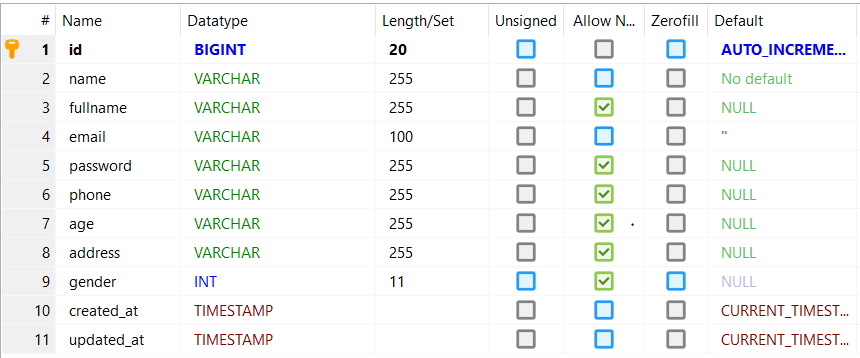 # Name Datatype Length/Set Unsigned Allow N... Zerofill Default
1 id BIGINT 20 AUTO_INCREME...
2 name VARCHAR 255 No default
3 fullname VARCHAR 255 NULL
4 email VARCHAR 100 ''
5 password VARCHAR 255 NULL
6 phone VARCHAR 255 NULL
7 age VARCHAR 255 NULL
8 address VARCHAR 255 NULL
9 gender INT 11 NULL
10 created_at TIMESTAMP CURRENT_TIMEST...
11 updated_at TIMESTAMP CURRENT_TIMEST...